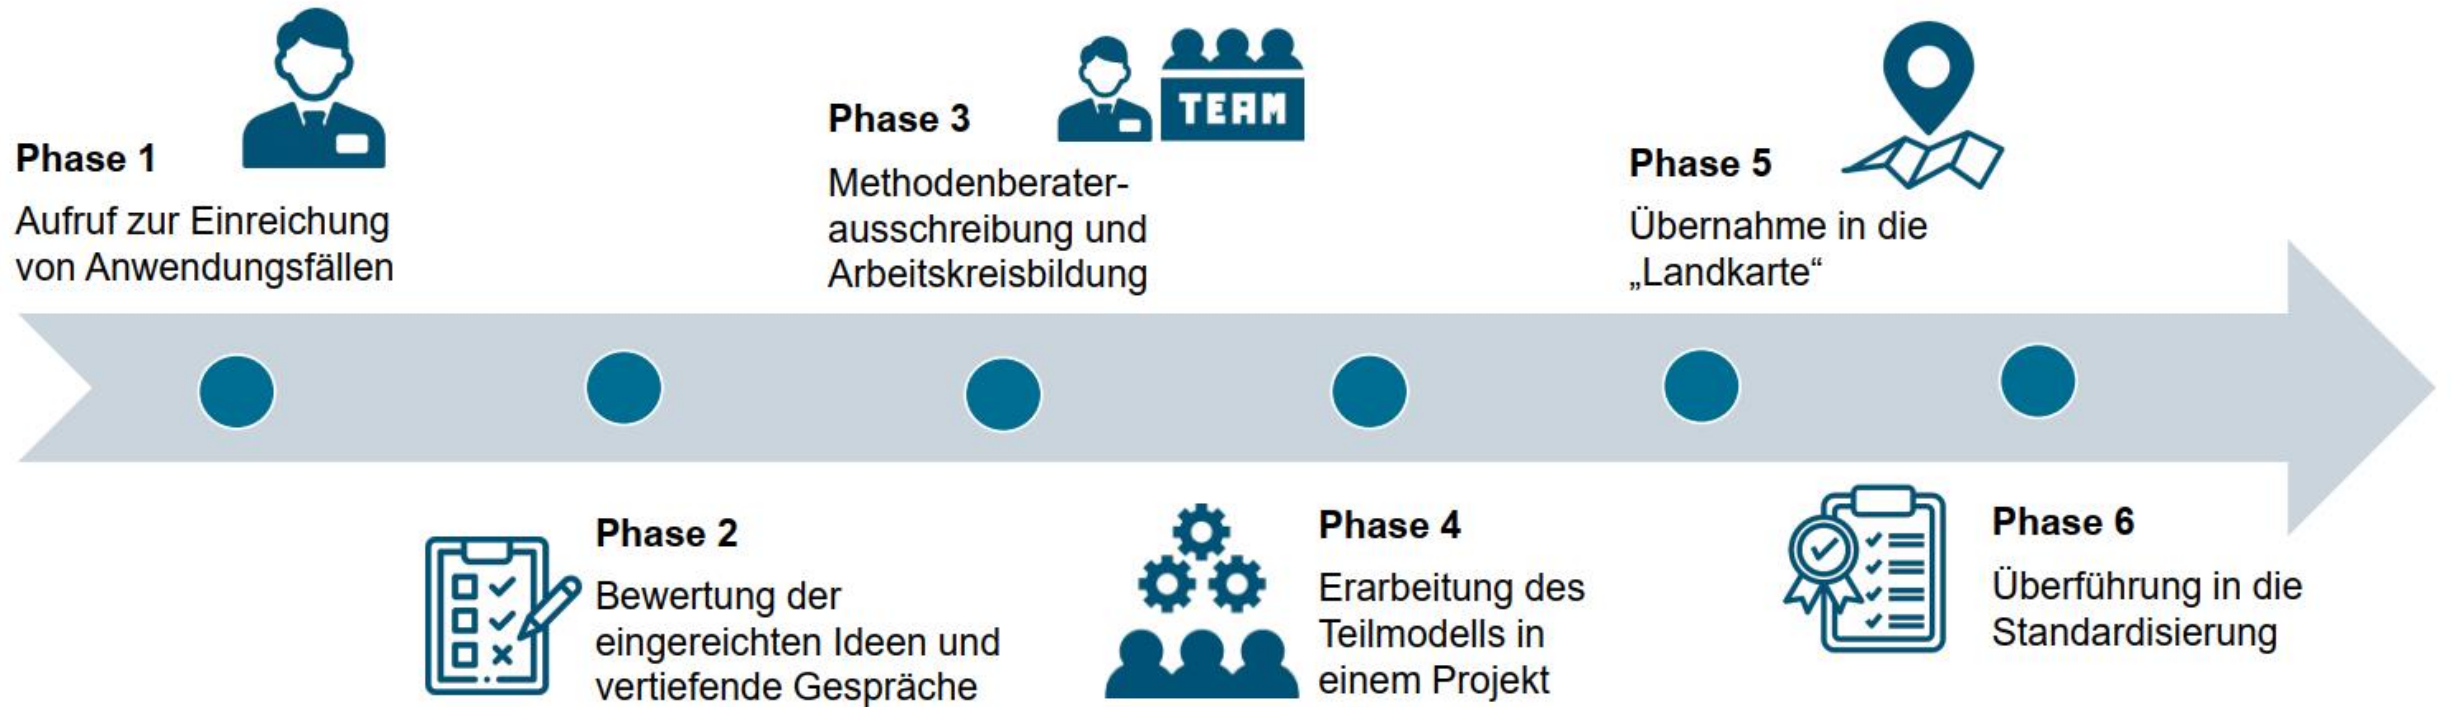 Phase 1
Aufruf zur Einreichung
von Anwendungsfällen
Phase 2
Bewertung der
eingereichten Ideen und
vertiefende Gespräche
Phase 3
TEAM
Methodenberater-
ausschreibung und
Arbeitskreisbildung
Phase 4
Erarbeitung des
Teilmodells in
einem Projekt
Phase 5
Übernahme in die
„Landkarte“
Phase 6
Überführung in die
Standardisierung